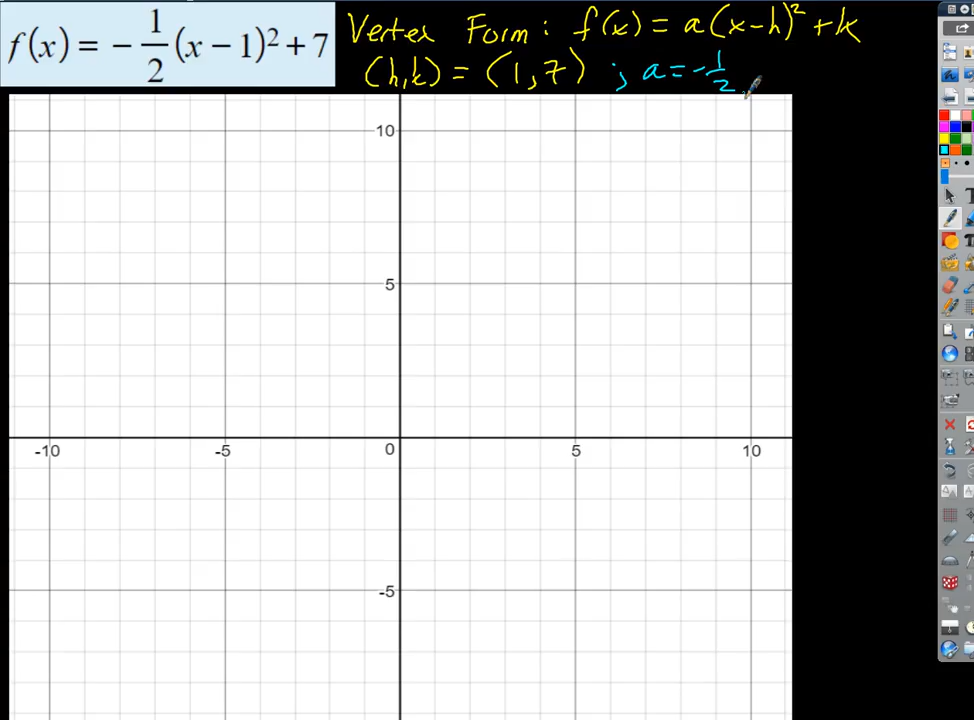 f(x) = −1/2(x−1)²+7
Vertex Form: f(x) = a(x−h)²+k
(h,k) = (1,7) ; a=−1/2
10
5
-10 -5 0 5 10
-5